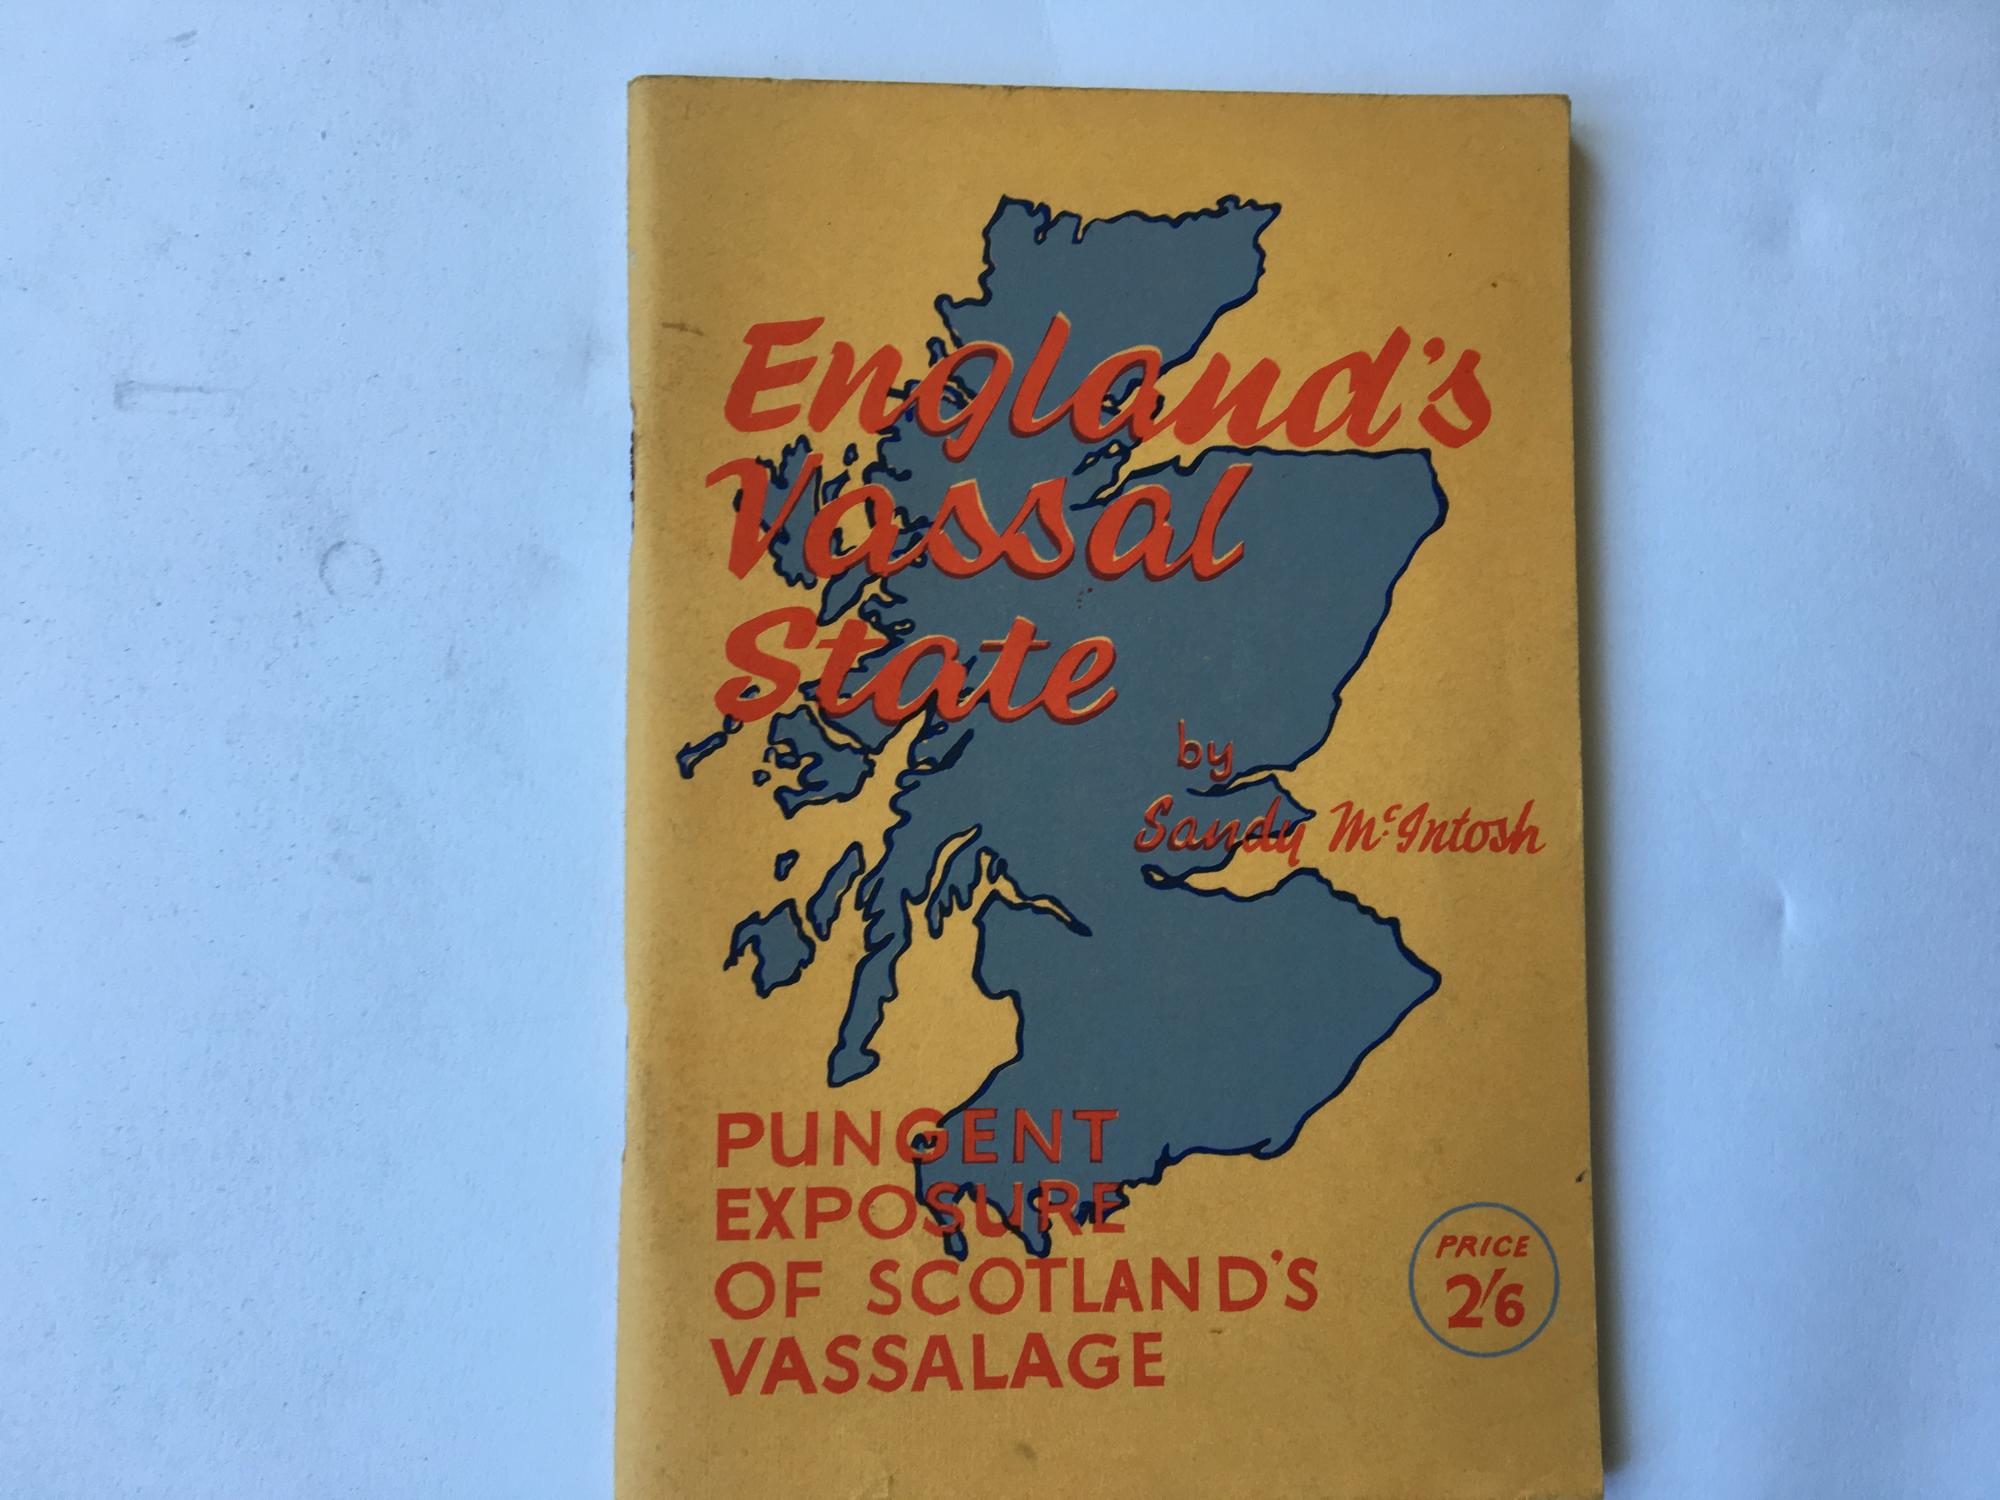 England's
Vassal
State
by
Sandy McIntosh
PUNGENT
EXPOSURE
OF SCOTLAND'S
VASSALAGE
PRICE
2/6